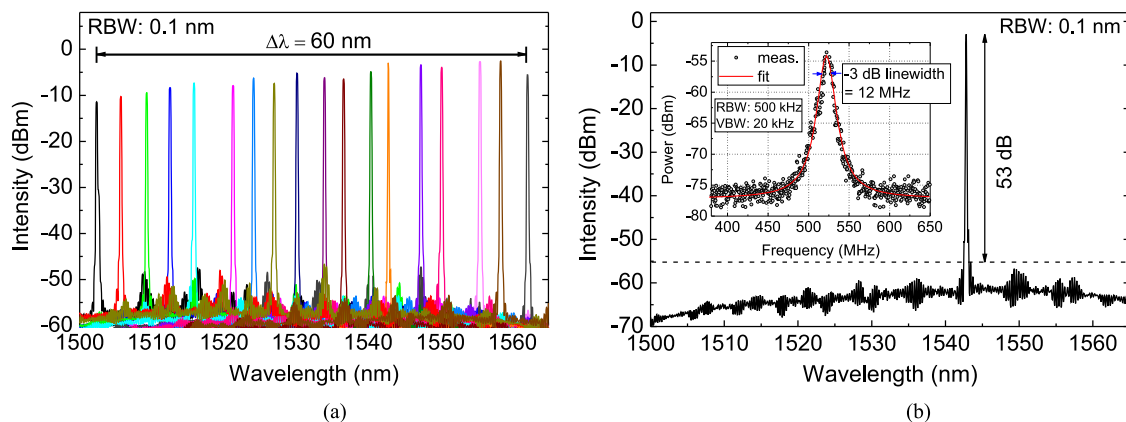 RBW: 0.1 nm
Δλ = 60 nm
0
-10
-20
-30
-40
-50
-60
Intensity (dBm)
1500 1510 1520 1530 1540 1550 1560
Wavelength (nm)
(a)
RBW: 0.1 nm
0
-10
-20
-30
-40
-50
-60
-70
Intensity (dBm)
53 dB
meas.
fit
-3 dB linewidth
= 12 MHz
RBW: 500 kHz
VBW: 20 kHz
-55
-60
-65
-70
-75
-80
Power (dBm)
400 450 500 550 600 650
Frequency (MHz)
1500 1510 1520 1530 1540 1550 1560
Wavelength (nm)
(b)